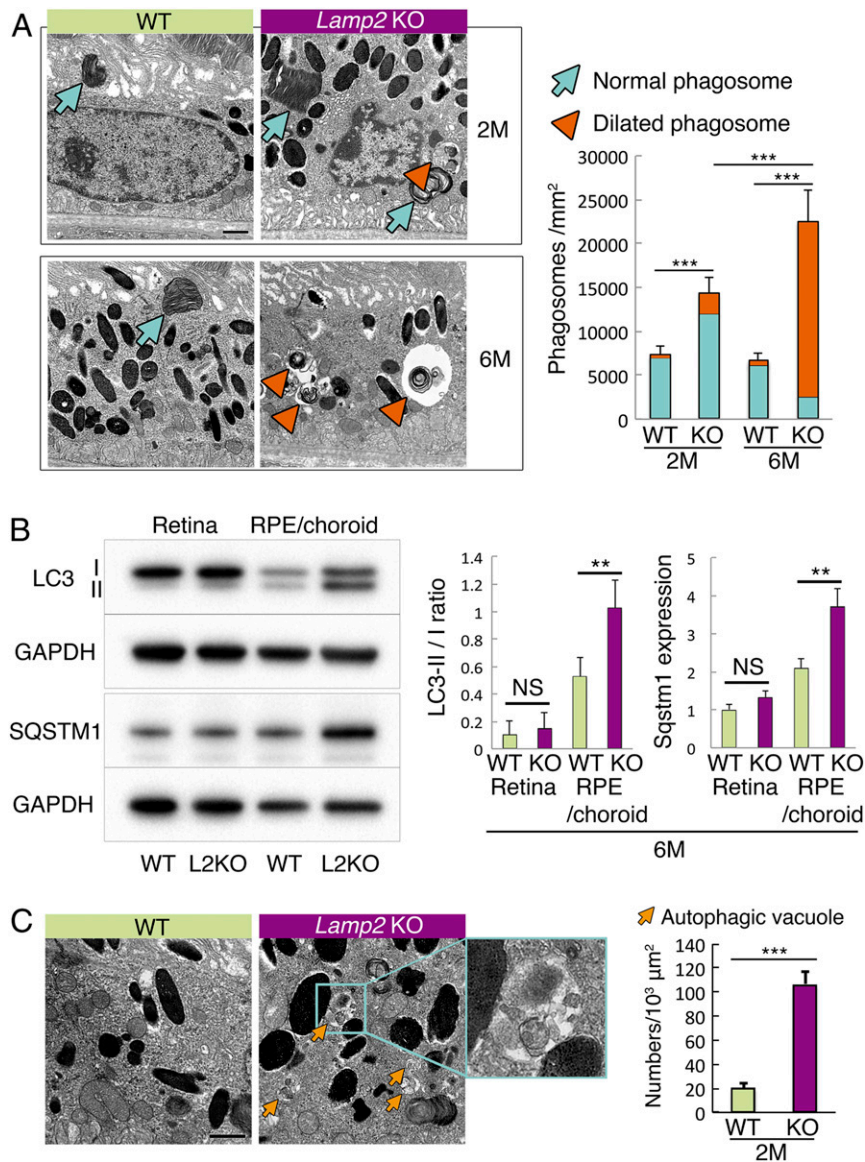 A
WT
Lamp2 KO
2M
6M
Normal phagosome
Dilated phagosome
Phagosomes /mm²
30000
25000
20000
15000
10000
5000
0
***
***
***
WT KO WT KO
2M 6M
B
Retina RPE/choroid
LC3 I
II
GAPDH
SQSTM1
GAPDH
WT L2KO WT L2KO
LC3-II / I ratio
1.4
1.2
1
0.8
0.6
0.4
0.2
0
NS
**
WT KO WT KO
Retina RPE
/choroid
Sqstm1 expression
5
4
3
2
1
0
NS
**
WT KO WT KO
Retina RPE
/choroid
6M
C
WT
Lamp2 KO
Autophagic vacuole
Numbers/10³ µm²
140
120
100
80
60
40
20
0
***
WT KO
2M